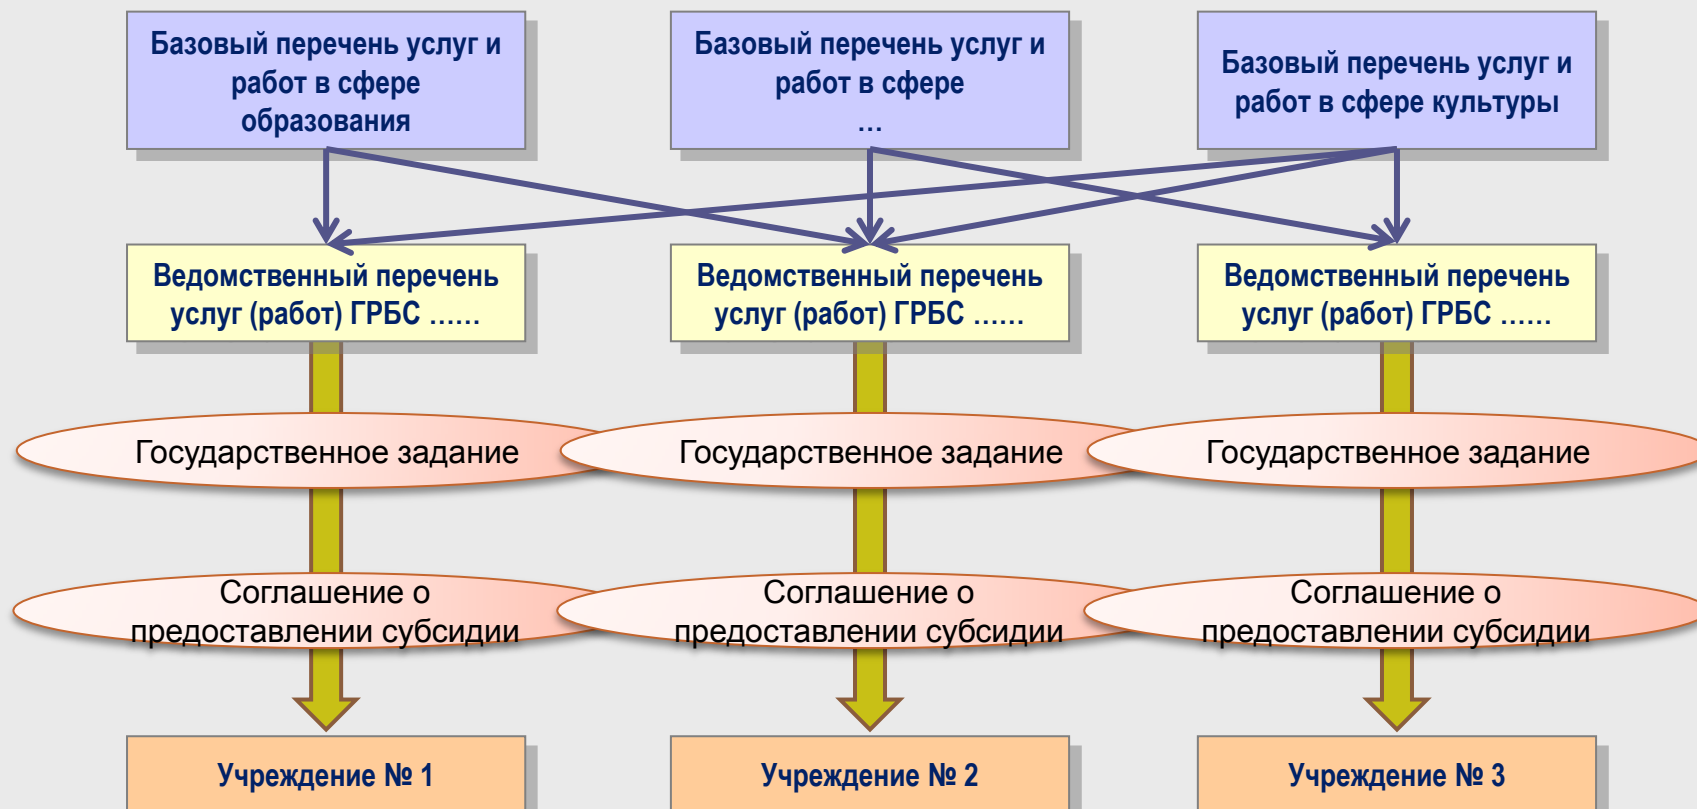 Базовый перечень услуг и
работ в сфере
образования
Базовый перечень услуг и
работ в сфере
…
Базовый перечень услуг и
работ в сфере культуры
Ведомственный перечень
услуг (работ) ГРБС ……
Ведомственный перечень
услуг (работ) ГРБС ……
Ведомственный перечень
услуг (работ) ГРБС ……
Государственное задание
Государственное задание
Государственное задание
Соглашение о
предоставлении субсидии
Соглашение о
предоставлении субсидии
Соглашение о
предоставлении субсидии
Учреждение № 1
Учреждение № 2
Учреждение № 3